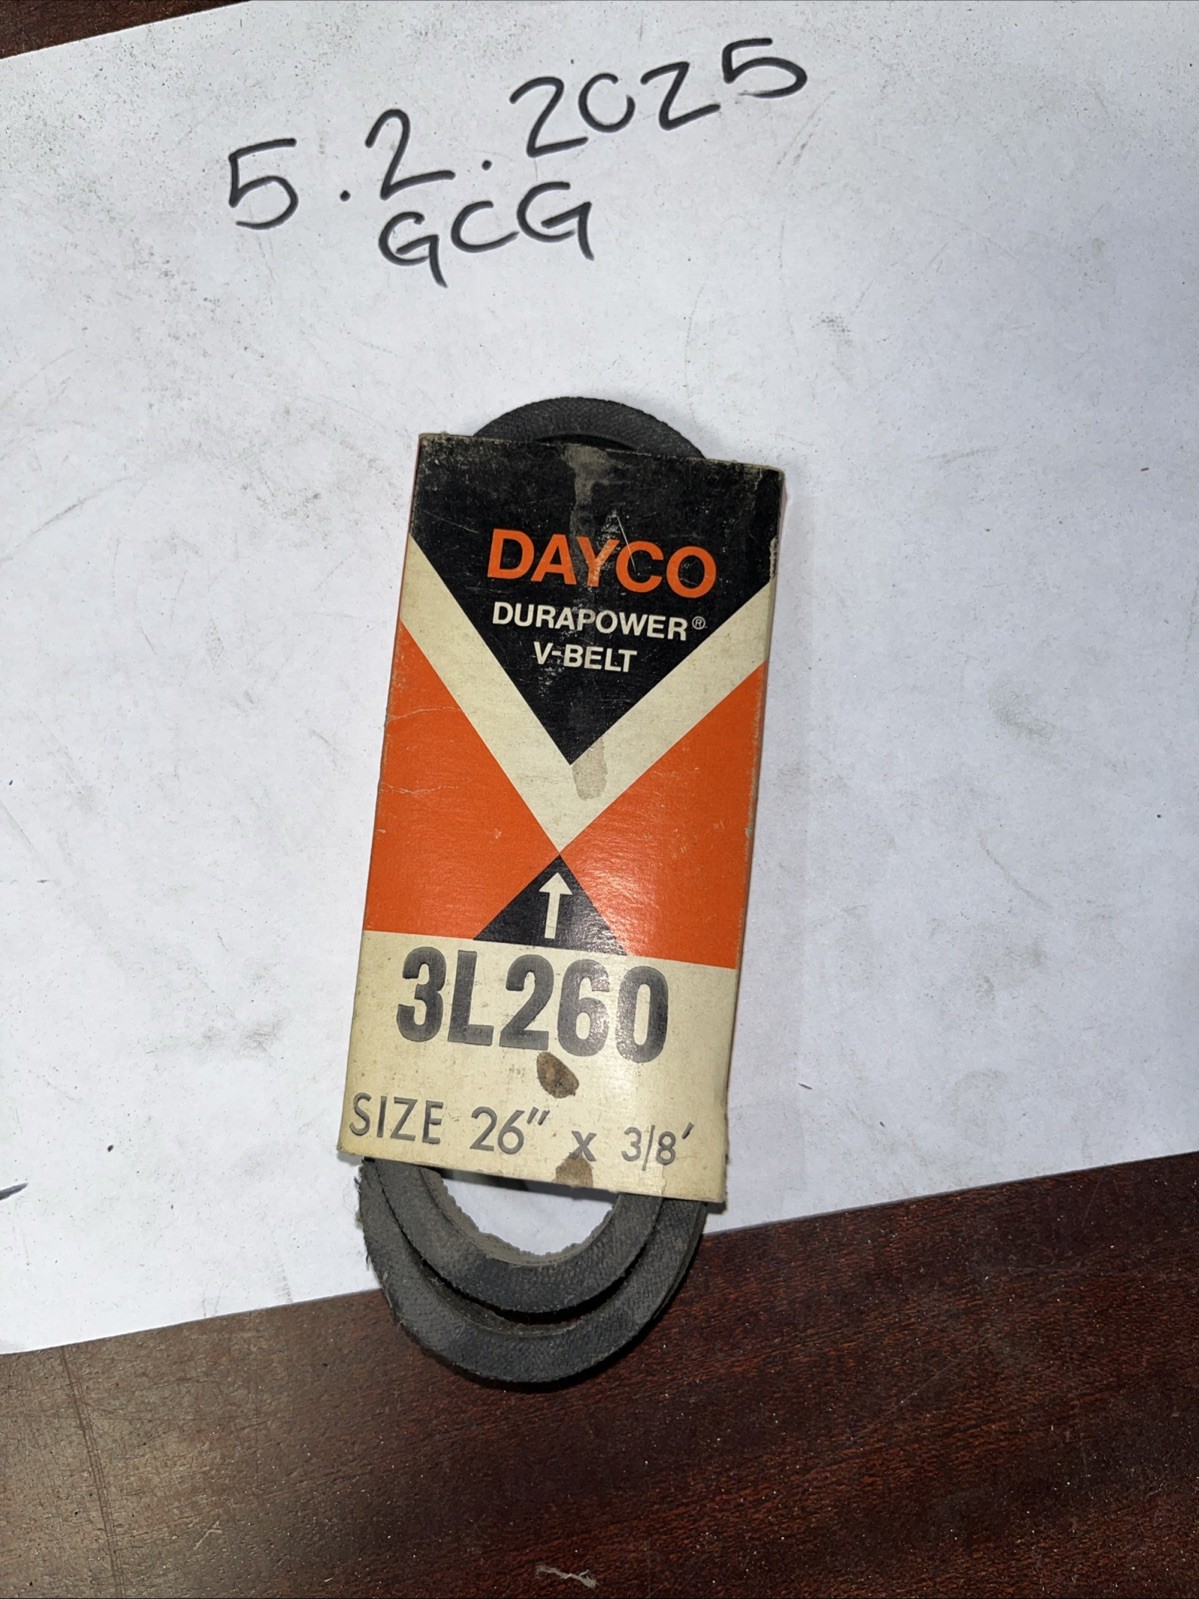 5.2.2025
GCG
DAYCO
DURAPOWER®
V-BELT
3L260
SIZE 26" x 3/8'